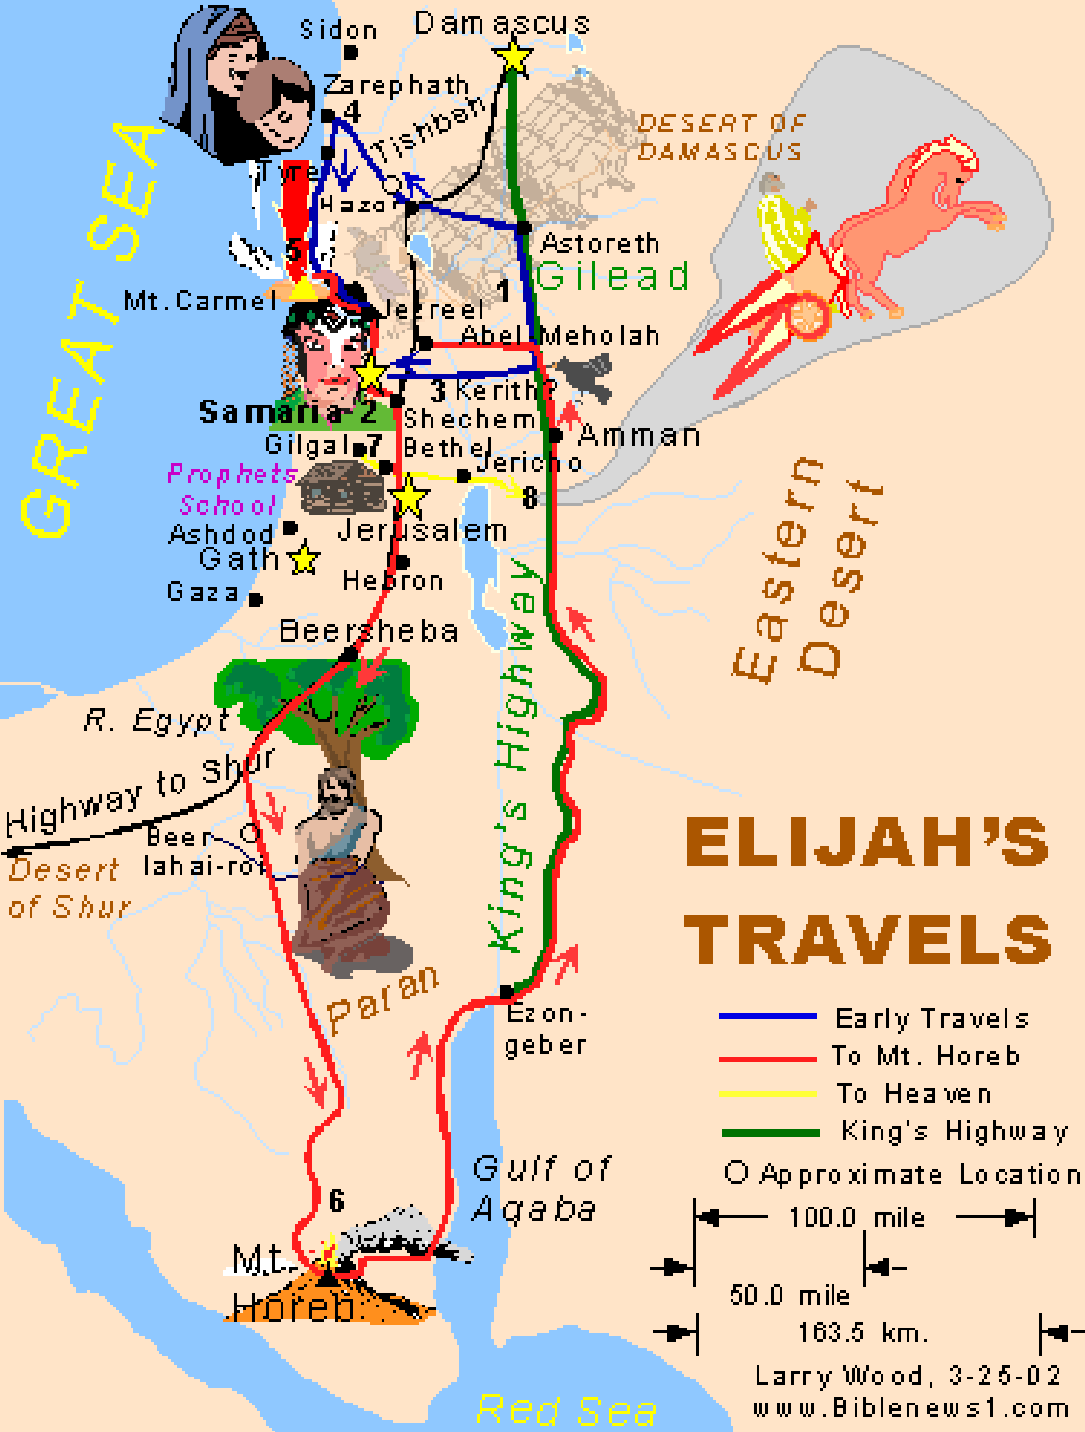 Sidon
Damascus
Zarephath
4
Tishbah
DESERT OF
DAMASCUS
GREAT SEA
Tyre
Hazor
Astoreth
5
Gilead
1
Mt. Carmel
Jezreel
Abel Meholah
3 Kerith?
Samaria 2
Shechem
Amman
Gilgal 7
Bethel
Jericho
Prophets
School
8
Ashdod
Jerusalem
Gath
Hebron
Gaza
Eastern
Desert
Beersheba
King's Highway
R. Egypt
Highway to Shur
Beer-
lahai-roi
Desert
of Shur
Paran
ELIJAH'S
TRAVELS
Ezon-
geber
Early Travels
To Mt. Horeb
To Heaven
King's Highway
Approximate Location
Gulf of
Aqaba
6
100.0 mile
Mt.
Horeb
50.0 mile
163.5 km.
Larry Wood, 3-25-02
www.Biblenews1.com
Red Sea